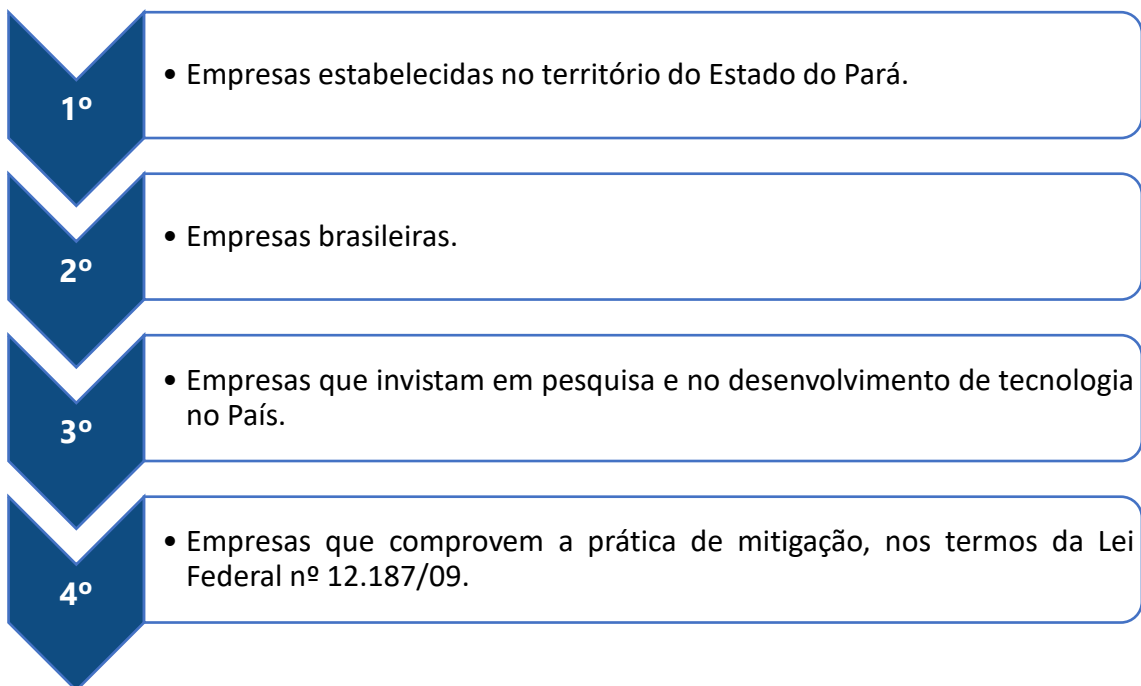 1º
• Empresas estabelecidas no território do Estado do Pará.
2º
• Empresas brasileiras.
3º
• Empresas que invistam em pesquisa e no desenvolvimento de tecnologia
no País.
4º
• Empresas que comprovem a prática de mitigação, nos termos da Lei
Federal nº 12.187/09.